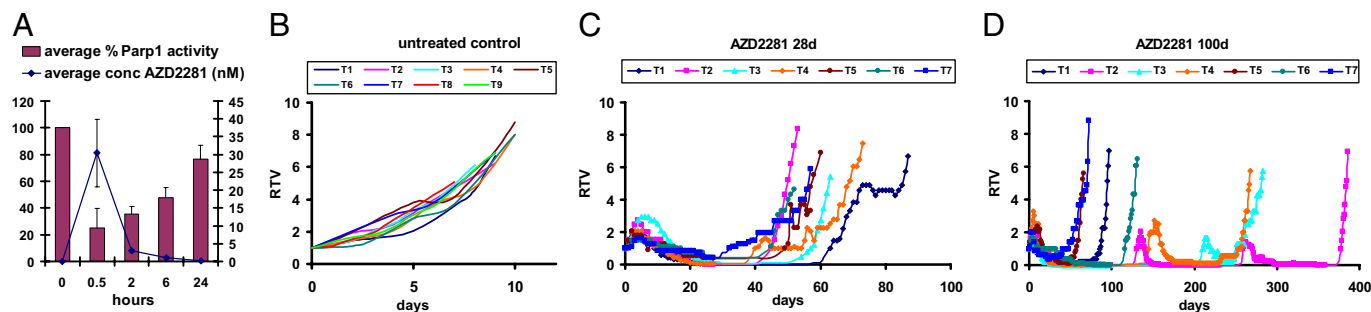 A
average % Parp1 activity
average conc AZD2281 (nM)
120
100
80
60
40
20
0
45
40
35
30
25
20
15
10
5
0
0 0.5 2 6 24
hours
B
untreated control
T1 T2 T3 T4 T5
T6 T7 T8 T9
RTV
10
8
6
4
2
0
0 5 10
days
C
AZD2281 28d
T1 T2 T3 T4 T5 T6 T7
RTV
10
8
6
4
2
0
0 20 40 60 80 100
days
D
AZD2281 100d
T1 T2 T3 T4 T5 T6 T7
RTV
10
8
6
4
2
0
0 100 200 300 400
days